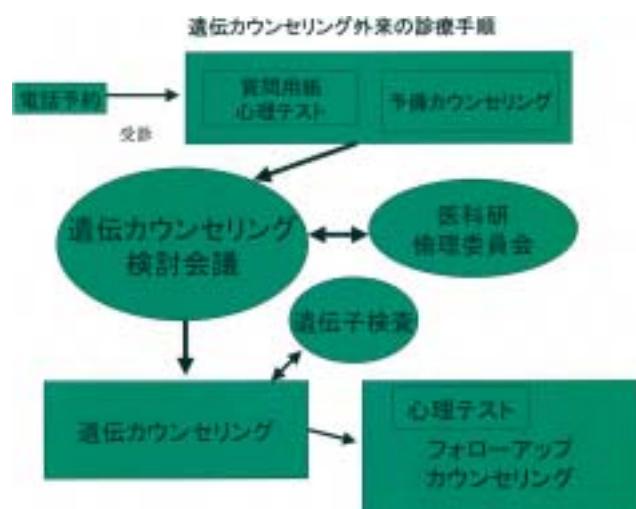 遺伝カウンセリング外来の診療手順
電話予約
受診
質問用紙
心理テスト
予備カウンセリング
遺伝カウンセリング
検討会議
医科研
倫理委員会
遺伝子検査
遺伝カウンセリング
心理テスト
フォローアップ
カウンセリング